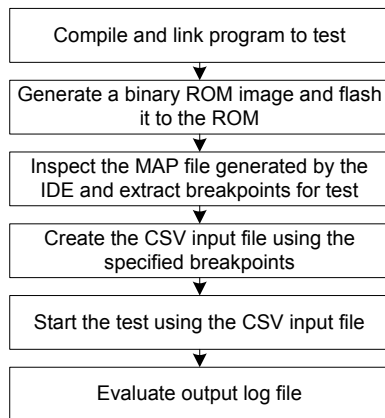 Compile and link program to test
Generate a binary ROM image and flash
it to the ROM
Inspect the MAP file generated by the
IDE and extract breakpoints for test
Create the CSV input file using the
specified breakpoints
Start the test using the CSV input file
Evaluate output log file